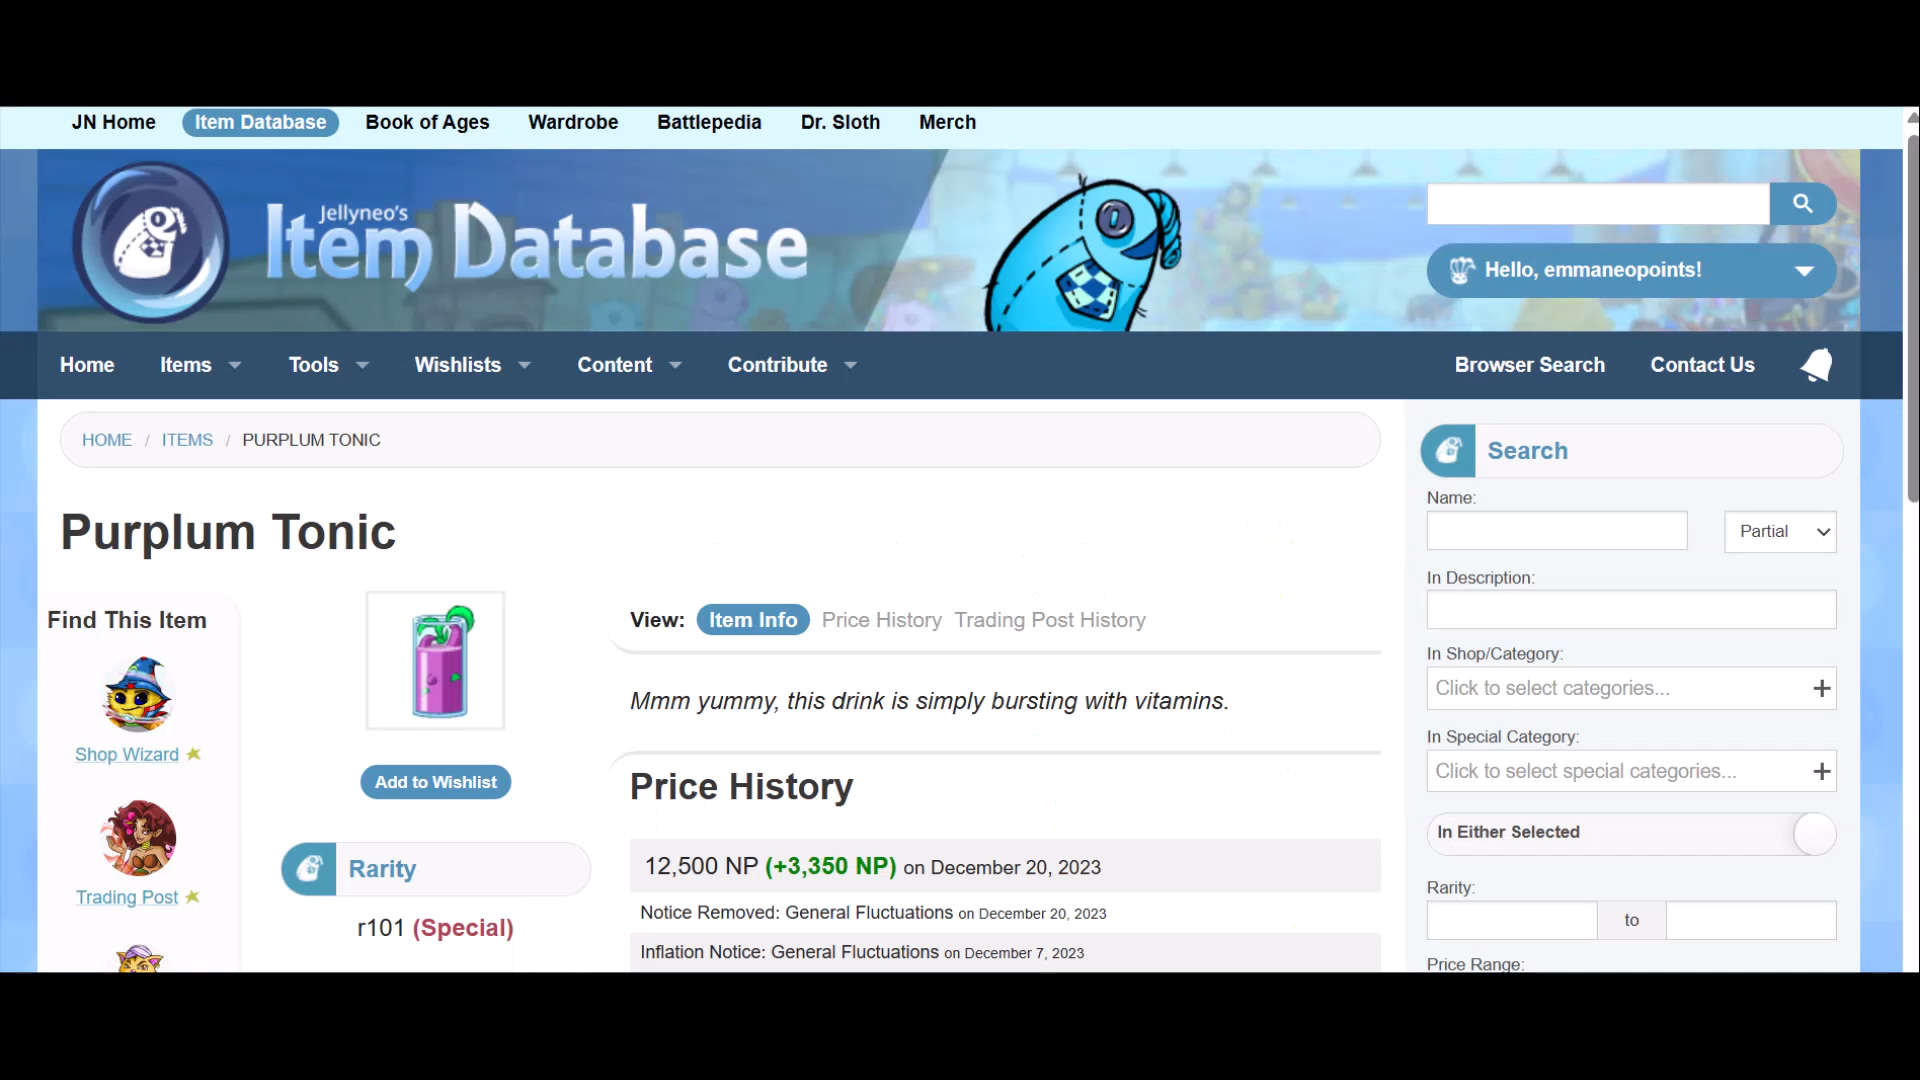 JN Home Item Database Book of Ages Wardrobe Battlepedia Dr. Sloth Merch
Jellyneo's
Item Database
Hello, emmaneopoints!
Home Items Tools Wishlists Content Contribute Browser Search Contact Us
HOME / ITEMS / PURPLUM TONIC
Purplum Tonic
Find This Item
Shop Wizard
Trading Post
Add to Wishlist
Rarity
r101 (Special)
View: Item Info Price History Trading Post History
Mmm yummy, this drink is simply bursting with vitamins.
Price History
12,500 NP (+3,350 NP) on December 20, 2023
Notice Removed: General Fluctuations on December 20, 2023
Inflation Notice: General Fluctuations on December 7, 2023
Search
Name:
Partial
In Description:
In Shop/Category:
Click to select categories... +
In Special Category:
Click to select special categories... +
In Either Selected
Rarity:
to
Price Range: